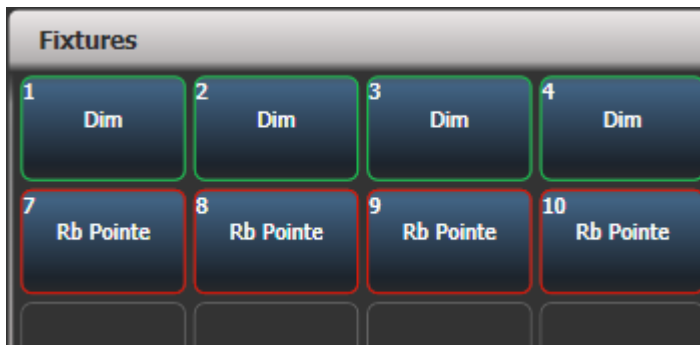 Fixtures
1 2 3 4
Dim Dim Dim Dim
7 8 9 10
Rb Pointe Rb Pointe Rb Pointe Rb Pointe